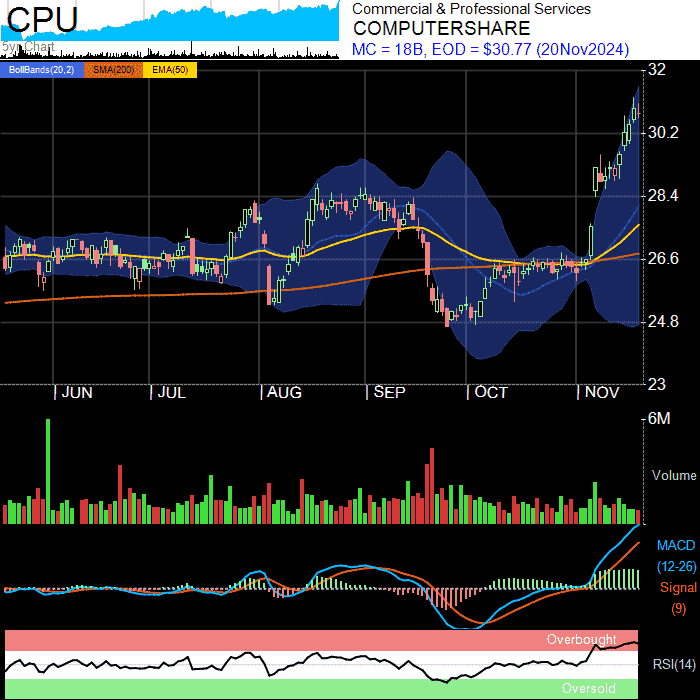 CPU
5yr Chart
Commercial & Professional Services
COMPUTERSHARE
MC = 18B, EOD = $30.77 (20Nov2024)
BollBands(20,2) SMA(200) EMA(50)
32
30.2
28.4
26.6
24.8
23
JUN JUL AUG SEP OCT NOV
6M
Volume
MACD
(12-26)
Signal
(9)
Overbought
RSI(14)
Oversold